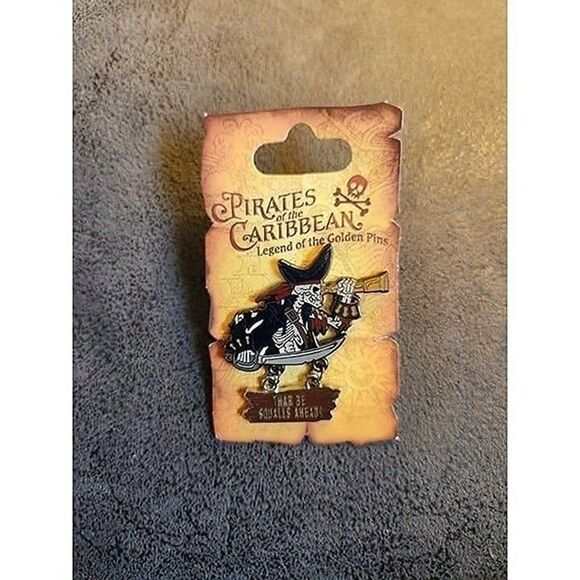 PIRATES
of the
CARIBBEAN
Legend of the Golden Pins
THAR BE
SQUALLS AHEAD!